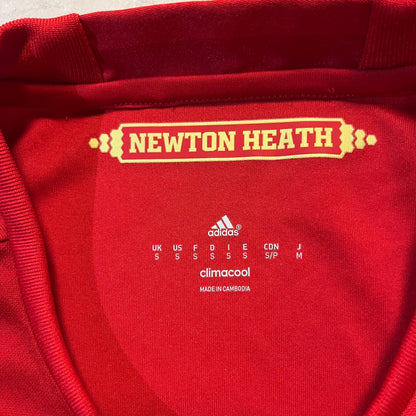 NEWTON HEATH
adidas®
UK US F D I E CDN J
S S S S S S S/P M
climacool
MADE IN CAMBODIA